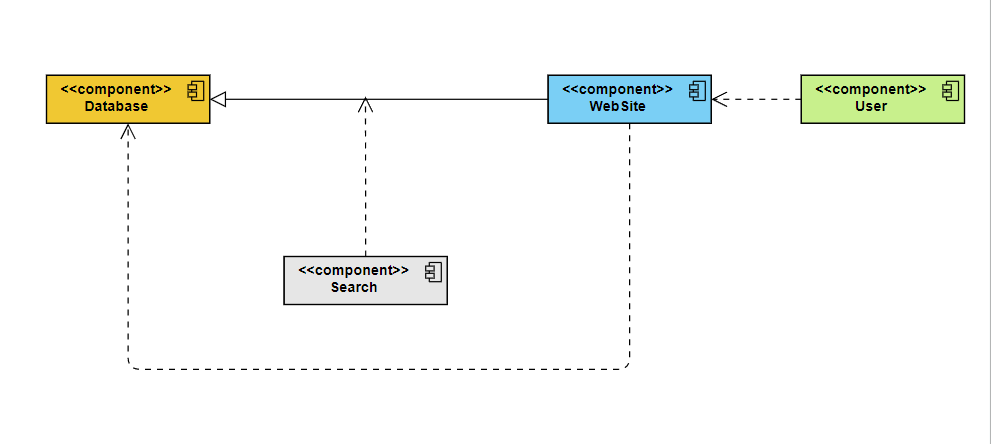 <<component>>
Database
<<component>>
WebSite
<<component>>
User
<<component>>
Search